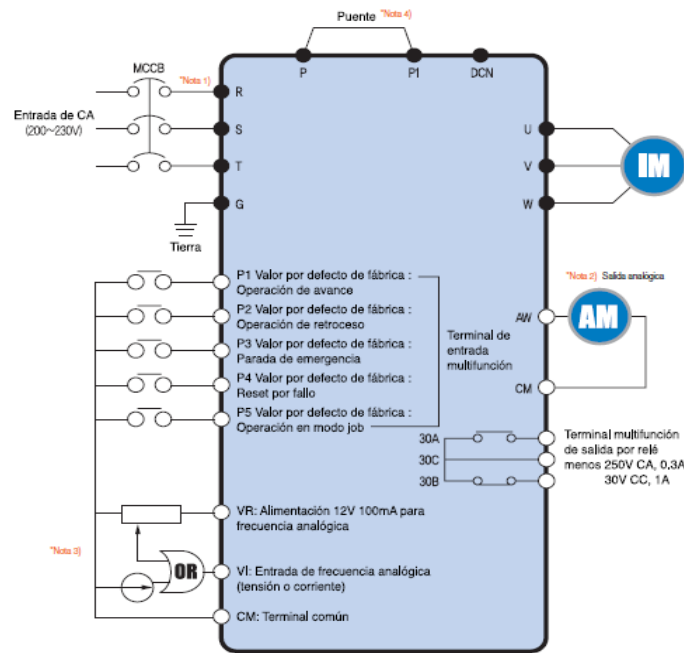 Puente *Nota 4)
P
P1
DCN
MCCB
*Nota 1)
R
Entrada de CA
(200~230V)
S
T
G
Tierra
U
V
W
IM
P1 Valor por defecto de fábrica :
Operación de avance
P2 Valor por defecto de fábrica :
Operación de retroceso
P3 Valor por defecto de fábrica :
Parada de emergencia
P4 Valor por defecto de fábrica :
Reset por fallo
P5 Valor por defecto de fábrica :
Operación en modo job
Terminal de
entrada
multifunción
*Nota 2) Salida analógica
AW
AM
CM
30A
30C
30B
Terminal multifunción
de salida por relé
menos 250V CA, 0,3A
30V CC, 1A
VR: Alimentación 12V 100mA para
frecuencia analógica
*Nota 3)
OR
VI: Entrada de frecuencia analógica
(tensión o corriente)
CM: Terminal común